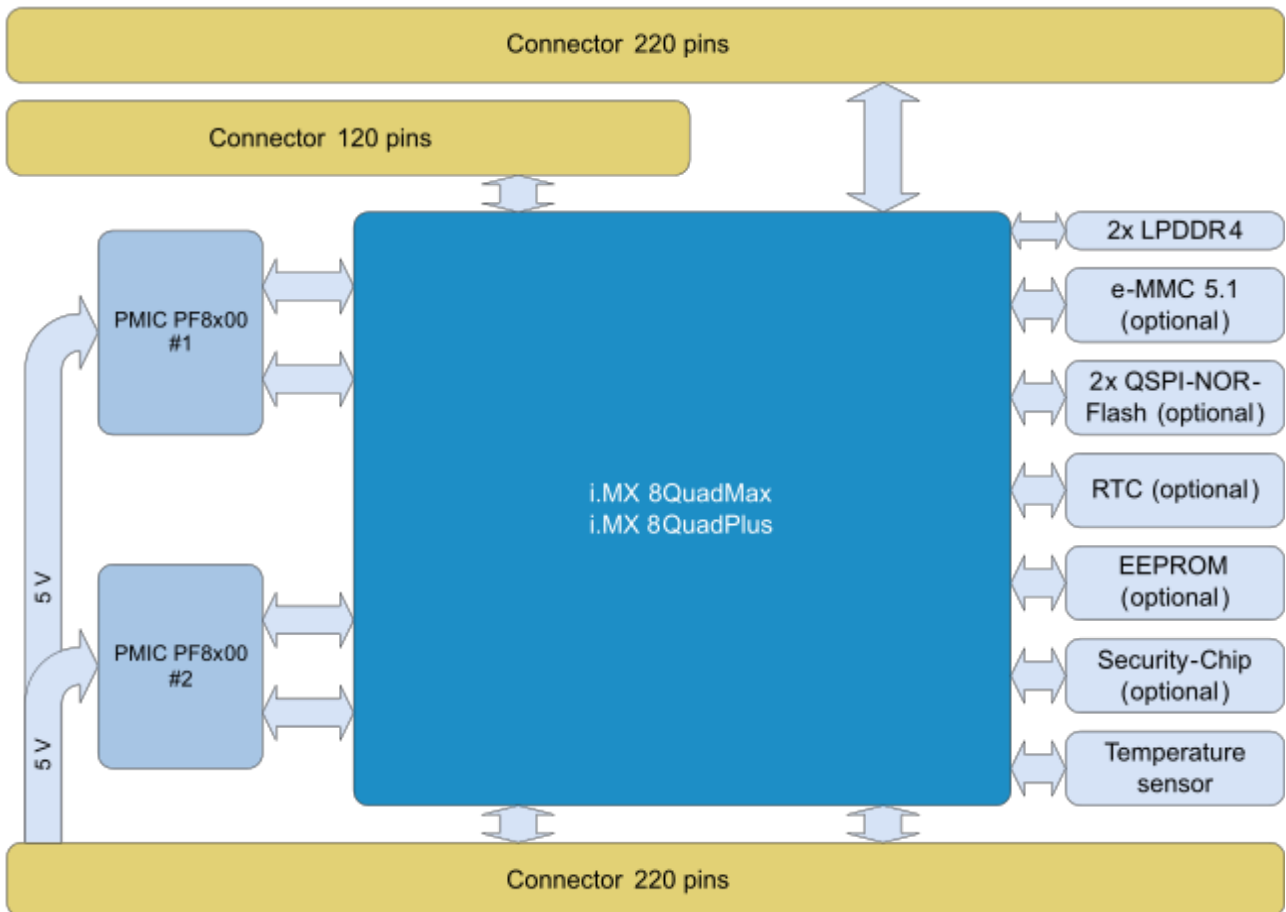 Connector 220 pins
Connector 120 pins
PMIC PF8x00
#1
5 V
PMIC PF8x00
#2
5 V
i.MX 8QuadMax
i.MX 8QuadPlus
2x LPDDR4
e-MMC 5.1
(optional)
2x QSPI-NOR-
Flash (optional)
RTC (optional)
EEPROM
(optional)
Security-Chip
(optional)
Temperature
sensor
Connector 220 pins